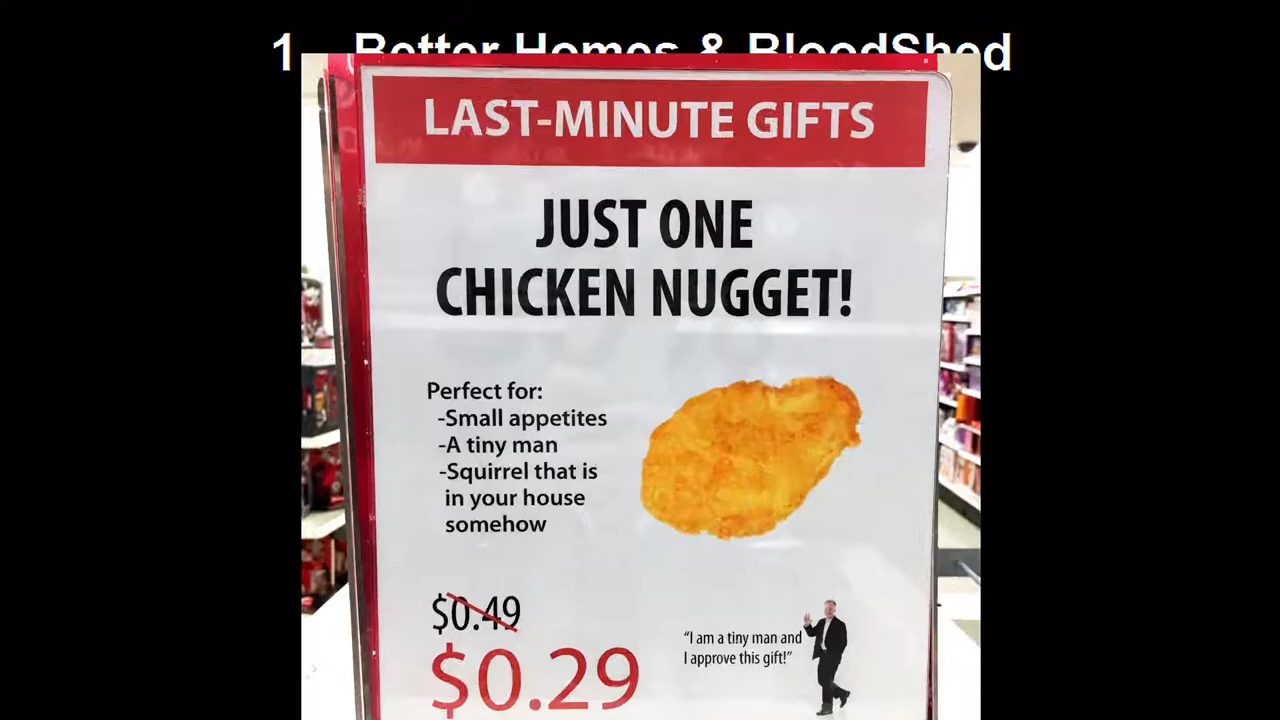 1 Better Homes & BloodShed
LAST-MINUTE GIFTS
JUST ONE
CHICKEN NUGGET!
Perfect for:
-Small appetites
-A tiny man
-Squirrel that is
in your house
somehow
$0.49
$0.29
"I am a tiny man and
I approve this gift!"